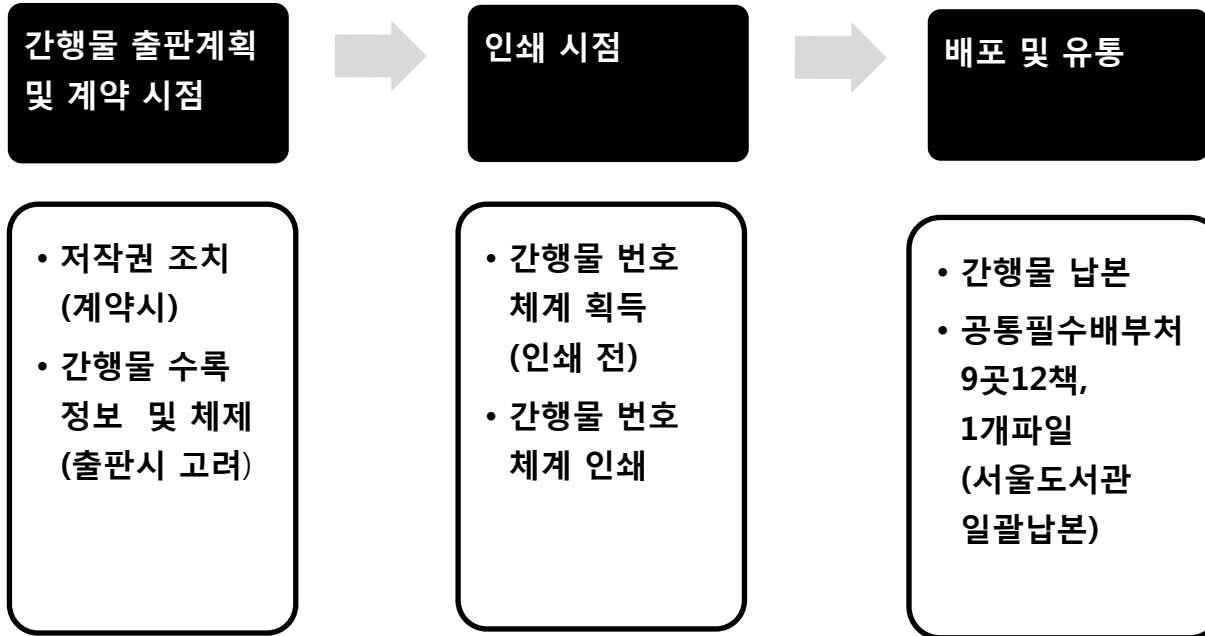 간행물 출판계획
및 계약 시점
인쇄 시점
배포 및 유통
• 저작권 조치
(계약시)
• 간행물 수록
정보 및 체제
(출판시 고려)
• 간행물 번호
체계 획득
(인쇄 전)
• 간행물 번호
체계 인쇄
• 간행물 납본
• 공통필수배부처
9곳12책,
1개파일
(서울도서관
일괄납본)